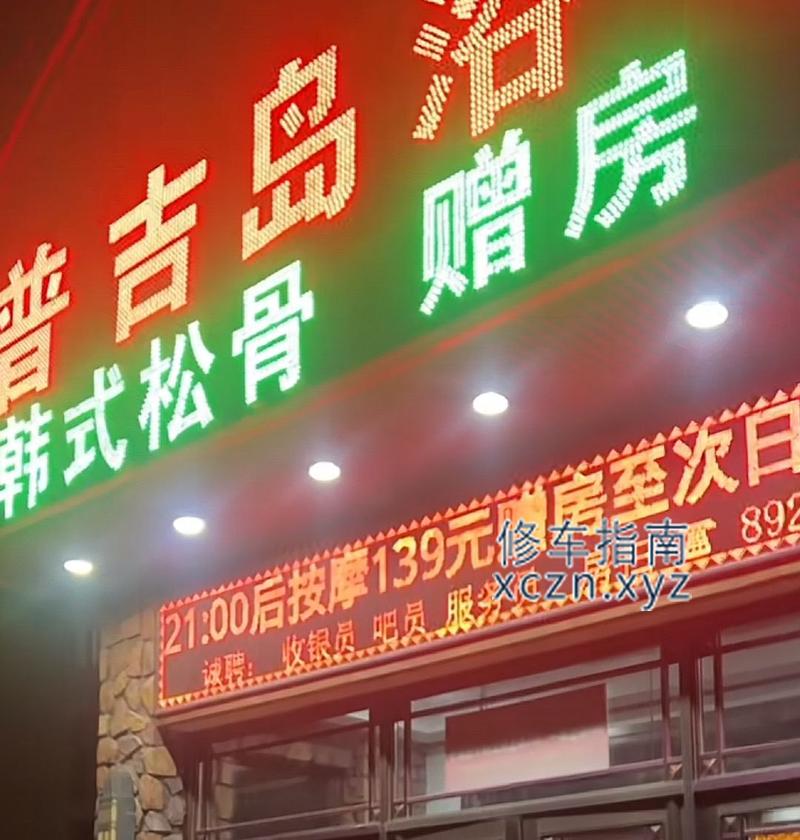 普吉岛浴
韩式松骨 赠房
21:00后按摩139元赠房至次日
诚聘: 收银员 吧员 服务员 892
修车指南
xczn.xyz